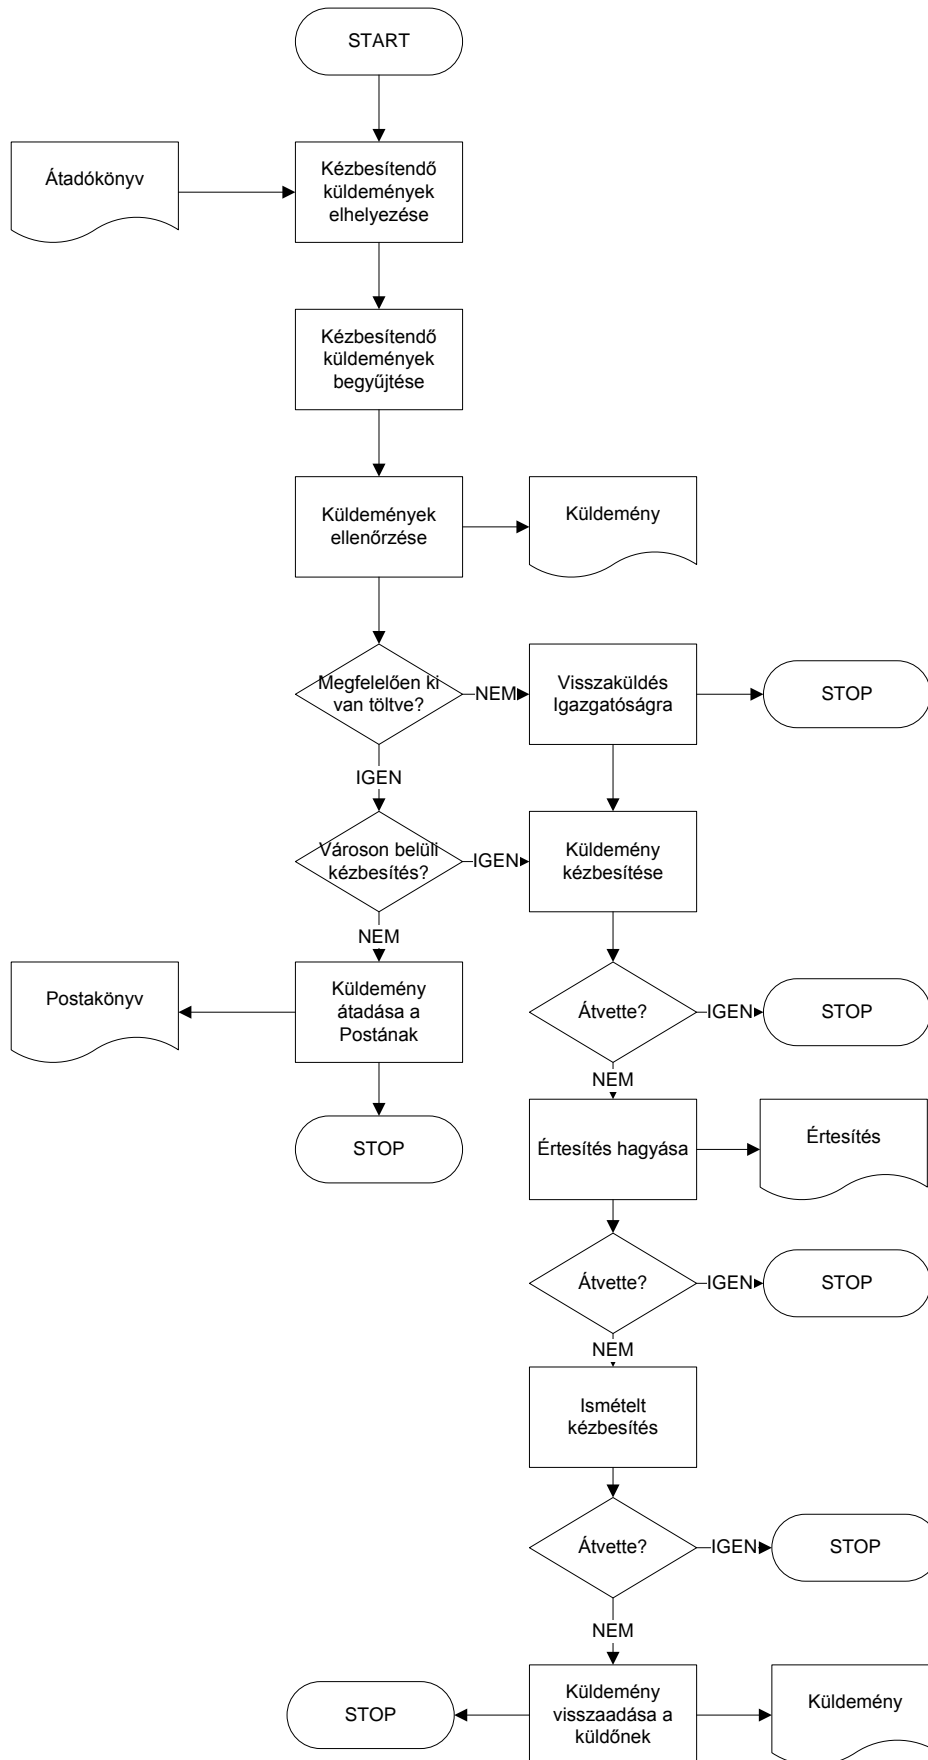 START
Átadókönyv
Kézbesítendő
küldemények
elhelyezése
Kézbesítendő
küldemények
begyűjtése
Küldemények
ellenőrzése
Küldemény
Megfelelően ki
van töltve?
NEM
Visszaküldés
Igazgatóságra
STOP
IGEN
Városon belüli
kézbesítés?
IGEN
Küldemény
kézbesítése
NEM
Postakönyv
Küldemény
átadása a
Postának
Átvette?
IGEN
STOP
NEM
STOP
Értesítés hagyása
Értesítés
Átvette?
IGEN
STOP
NEM
Ismételt
kézbesítés
Átvette?
IGEN
STOP
NEM
STOP
Küldemény
visszaadása a
küldőnek
Küldemény